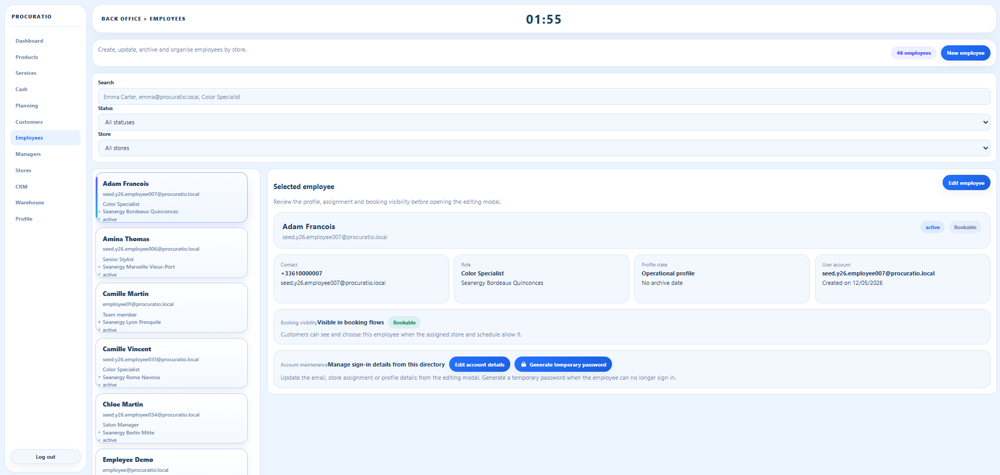 PROCURATIO
Dashboard
Products
Services
Cash
Planning
Customers
Employees
Managers
Stores
CRM
Warehouse
Profile
Log out
BACK OFFICE > EMPLOYEES
01:55
Create, update, archive and organise employees by store.
46 employees
New employee
Search
Emma Carter, emma@procuratio.local, Color Specialist
Status
All statuses
Store
All stores
Adam Francois
seed.y26.employee007@procuratio.local
Color Specialist
• Seanergy Bordeaux Quinconces
• active
Amina Thomas
seed.y26.employee006@procuratio.local
Senior Stylist
• Seanergy Marseille Vieux-Port
• active
Camille Martin
employee01@procuratio.local
Team member
• Seanergy Lyon Presquile
• active
Camille Vincent
seed.y26.employee031@procuratio.local
Color Specialist
• Seanergy Rome Navona
• active
Chloe Martin
seed.y26.employee034@procuratio.local
Salon Manager
• Seanergy Berlin Mitte
• active
Employee Demo
employee@procuratio.local
Selected employee
Edit employee
Review the profile, assignment and booking visibility before opening the editing modal.
Adam Francois
seed.y26.employee007@procuratio.local
active
Bookable
Contact
+33610000007
seed.y26.employee007@procuratio.local
Role
Color Specialist
Seanergy Bordeaux Quinconces
Profile state
Operational profile
No archive date
User account
seed.y26.employee007@procuratio.local
Created on 12/05/2026
Booking visibilityVisible in booking flows Bookable
Customers can see and choose this employee when the assigned store and schedule allow it.
Account maintenanceManage sign-in details from this directory Edit account details Generate temporary password
Update the email, store assignment or profile details from the editing modal. Generate a temporary password when the employee can no longer sign in.